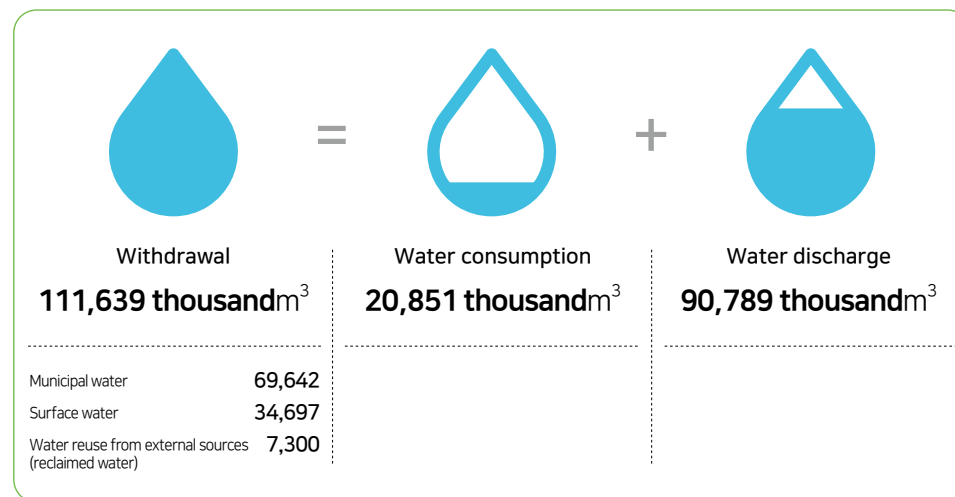 =
+
Withdrawal
Water consumption
Water discharge
111,639 thousandm³
20,851 thousandm³
90,789 thousandm³
Municipal water 69,642
Surface water 34,697
Water reuse from external sources 7,300
(reclaimed water)